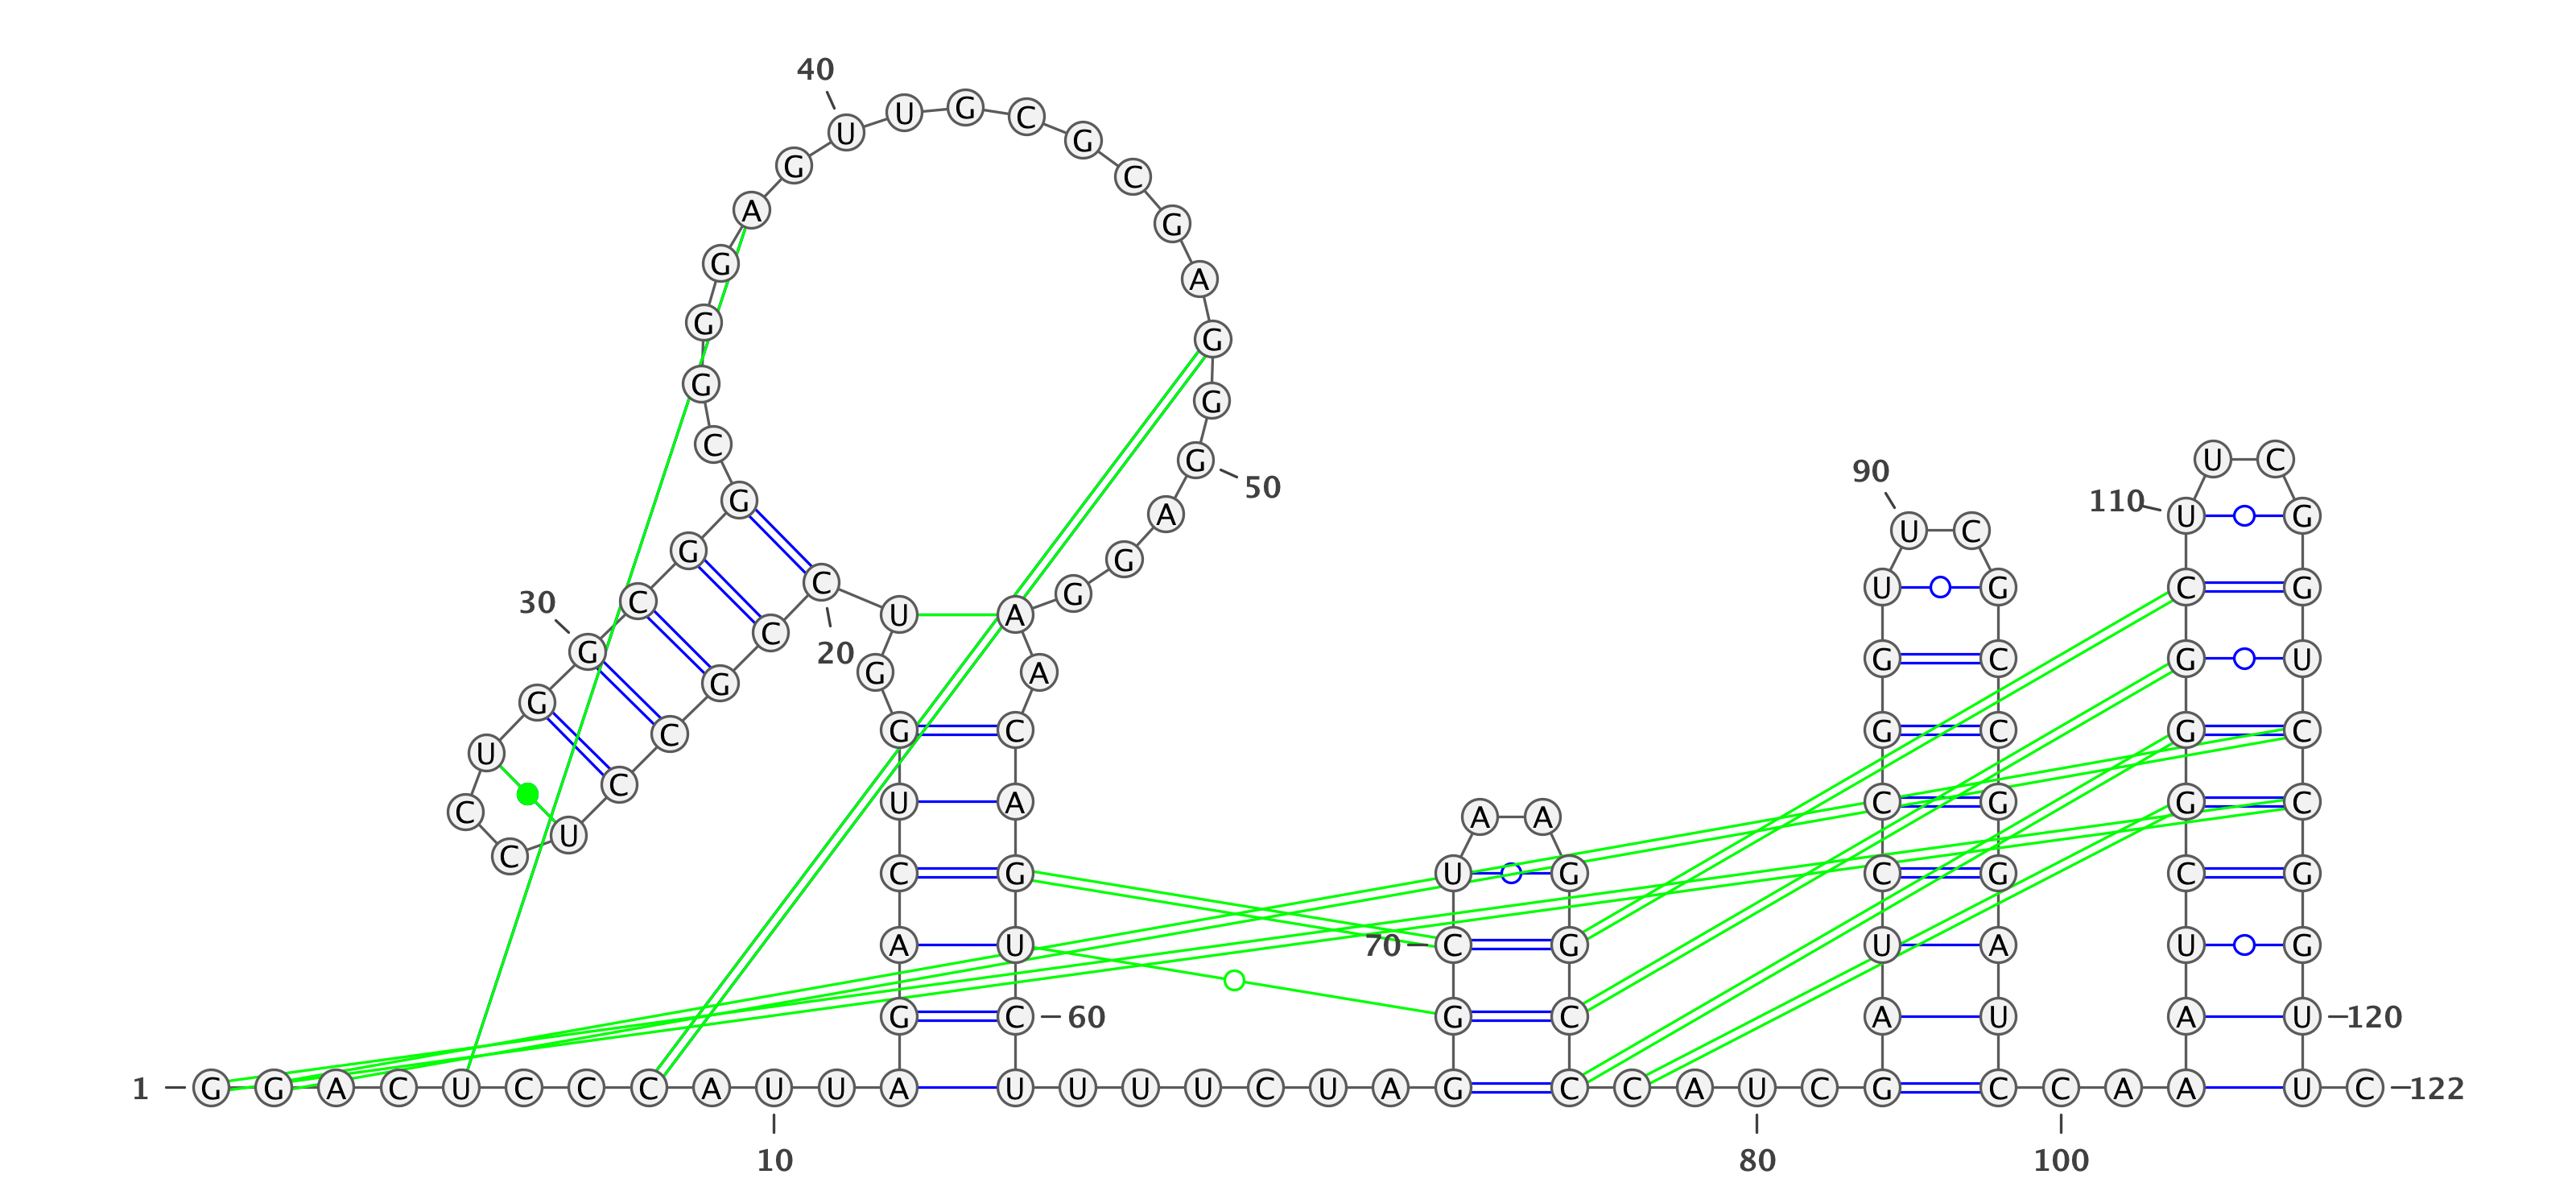 40
U U G C G
G C
A G
G A
G G
G G
C G U C
90 50
G A 110 U G
U C
G G
C U G C G
30 C G
U A
20 G G C G U
G A
G G
C C G C G C G C
U
C
U A C G G C
C A A
U
C
C G U G C G C G
A U 70 C G U A U G
G C 60 G C A U A U 120
1 G G A C U C C C A U U A U U U U C U A G C C A U C G C C A A U C 122
10 80 100